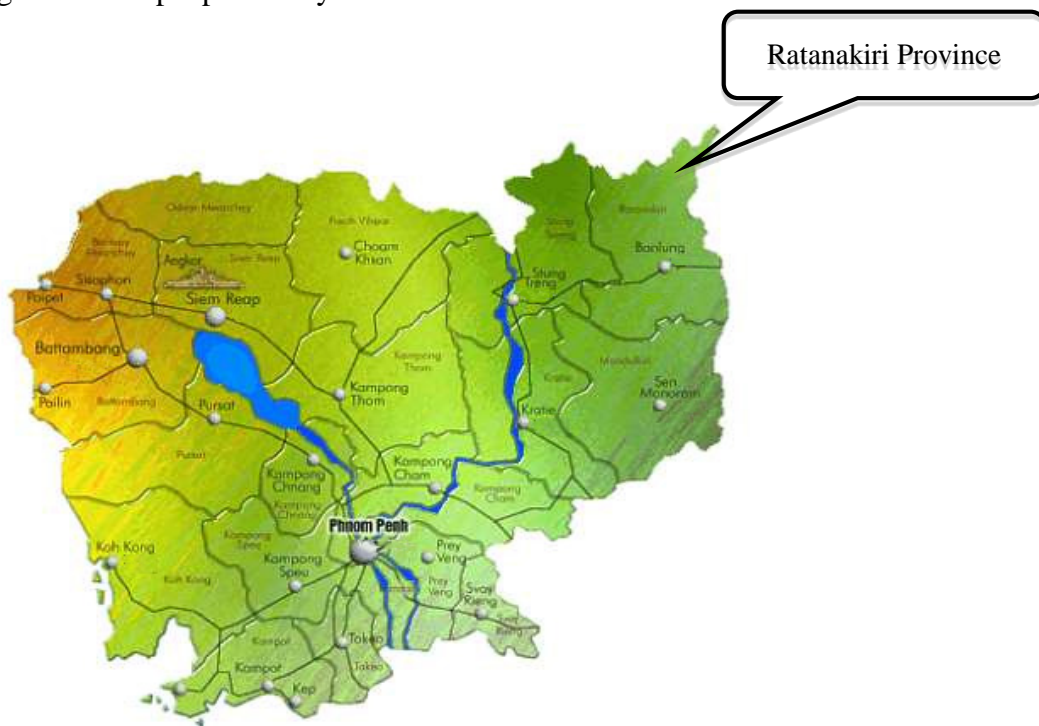 Ratanakiri Province
Oddar Meanchey
Preah Vihear
Ratanakiri
Stung
Treng
Banteay
Meanchey
Angkor
Siem Reap
Choam
Khsan
Banlung
Poipet
Sisophon
Siem Reap
Stung
Treng
Battambang
Kampong
Thom
Mondulkiri
Kratie
Sen
Monorom
Pailin
Battambang
Pursat
Kampong
Thom
Kratie
Pursat
Kampong
Chnang
Kampong
Cham
Kampong
Cham
Kampong
Chnang
Phnom Penh
Koh Kong
Koh Kong
Kampong
Speu
Kampong
Speu
Prey
Veng
Prey
Veng
Svay
Rieng
Svay
Rieng
Kampot
Takeo
Takeo
Kampot
Kep